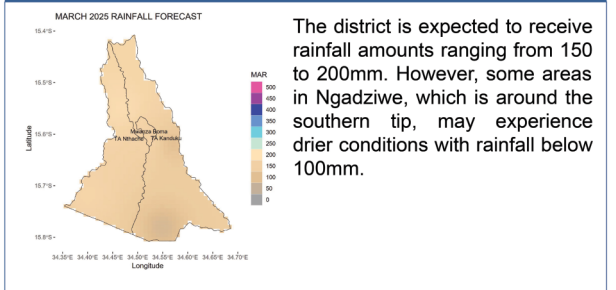 MARCH 2025 RAINFALL FORECAST
15.4°S
15.5°S
15.6°S
15.7°S
15.8°S
Latitude
Mwanza Boma
TA Nthache TA Kanduku
34.35°E 34.40°E 34.45°E 34.50°E 34.55°E 34.60°E 34.65°E 34.70°E
Longitude
MAR
500
450
400
350
300
250
200
150
100
50
0
The district is expected to receive
rainfall amounts ranging from 150
to 200mm. However, some areas
in Ngadziwe, which is around the
southern tip, may experience
drier conditions with rainfall below
100mm.